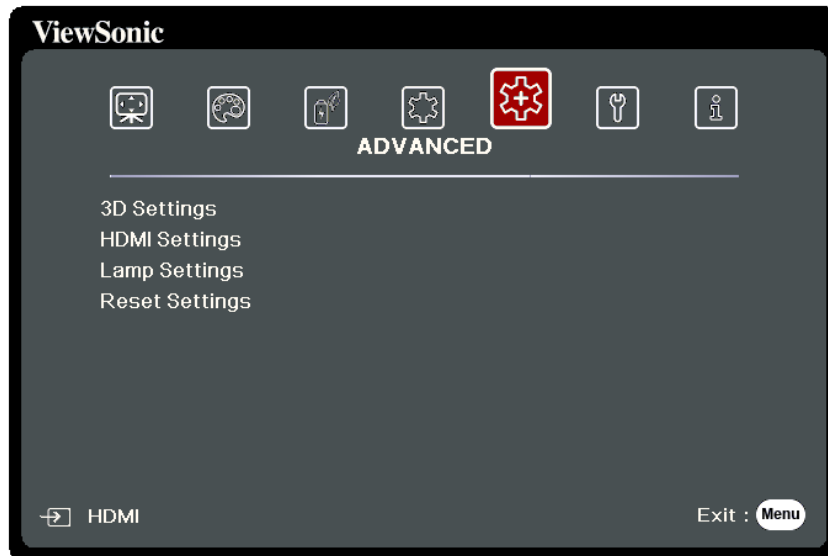 ViewSonic
ADVANCED
3D Settings
HDMI Settings
Lamp Settings
Reset Settings
HDMI
Exit : Menu